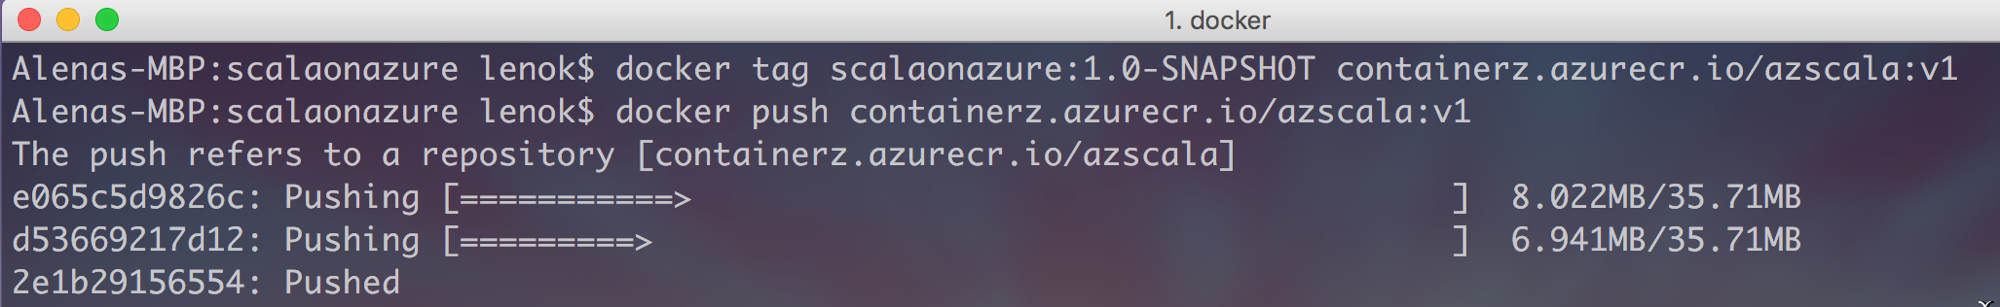 1. docker
Alenas-MBP:scalaonazure lenok$ docker tag scalaonazure:1.0-SNAPSHOT containerz.azurecr.io/azscala:v1
Alenas-MBP:scalaonazure lenok$ docker push containerz.azurecr.io/azscala:v1
The push refers to a repository [containerz.azurecr.io/azscala]
e065c5d9826c: Pushing [===========>                                       ]  8.022MB/35.71MB
d53669217d12: Pushing [=========>                                         ]  6.941MB/35.71MB
2e1b29156554: Pushed